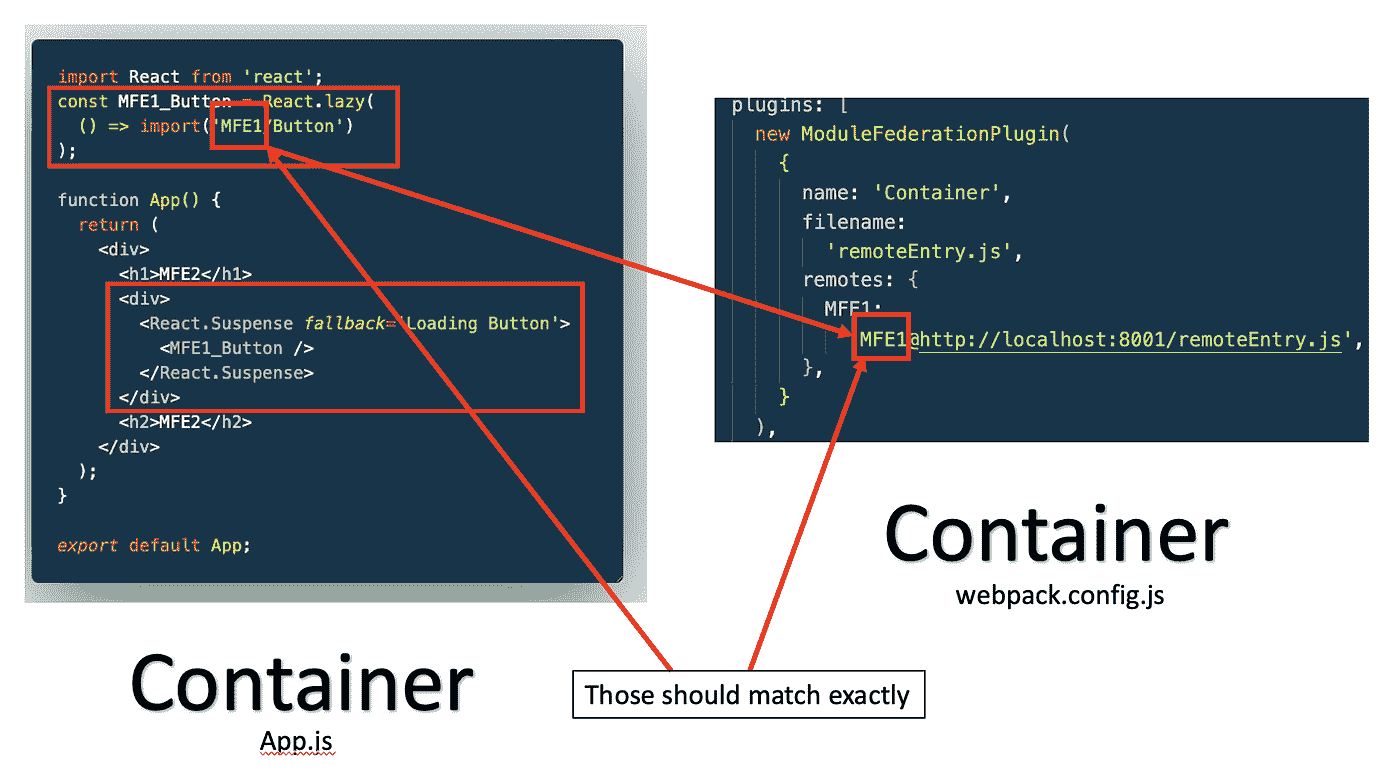 import React from 'react';
const MFE1_Button = React.lazy(
() => import('MFE1/Button')
);
function App() {
return (
<div>
<h1>MFE2</h1>
<div>
<React.Suspense fallback='Loading Button'>
<MFE1_Button />
</React.Suspense>
</div>
<h2>MFE2</h2>
</div>
);
}
export default App;
Container
App.js
plugins: [
new ModuleFederationPlugin(
{
name: 'Container',
filename:
'remoteEntry.js',
remotes: {
MFE1:
MFE1@http://localhost:8001/remoteEntry.js',
},
}
),
Container
webpack.config.js
Those should match exactly